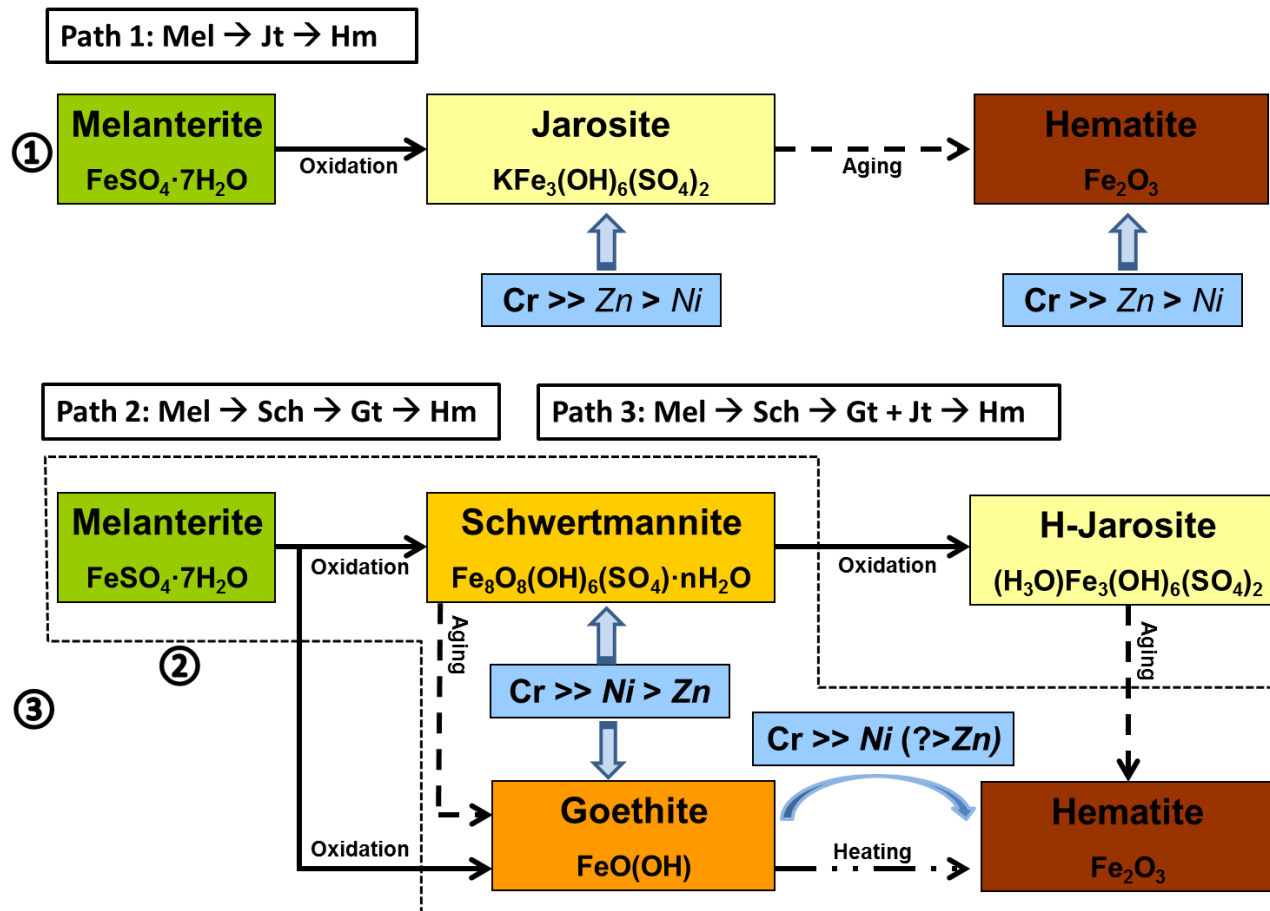 Path 1: Mel → Jt → Hm
①
Melanterite
FeSO₄·7H₂O
Oxidation
Jarosite
KFe₃(OH)₆(SO₄)₂
Aging
Hematite
Fe₂O₃
Cr >> Zn > Ni
Cr >> Zn > Ni
Path 2: Mel → Sch → Gt → Hm
Path 3: Mel → Sch → Gt + Jt → Hm
Melanterite
FeSO₄·7H₂O
Oxidation
Schwertmannite
Fe₈O₈(OH)₆(SO₄)·nH₂O
Oxidation
H-Jarosite
(H₃O)Fe₃(OH)₆(SO₄)₂
Aging
Aging
②
③
Cr >> Ni > Zn
Cr >> Ni (?>Zn)
Oxidation
Goethite
FeO(OH)
Heating
Hematite
Fe₂O₃